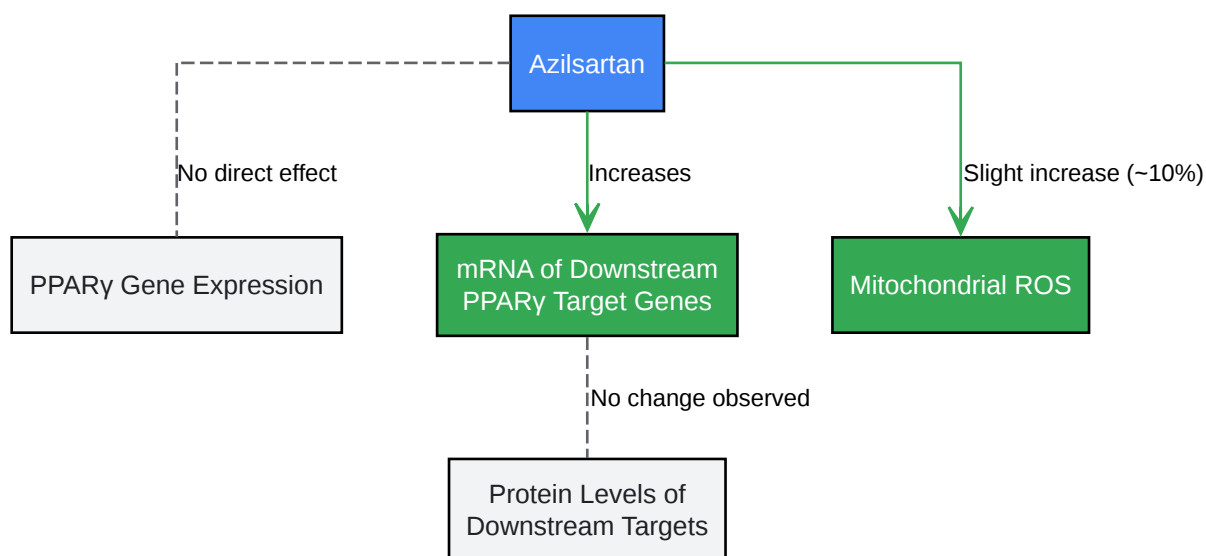 Azilsartan
No direct effect
Increases
Slight increase (~10%)
PPARγ Gene Expression
mRNA of Downstream
PPARγ Target Genes
Mitochondrial ROS
No change observed
Protein Levels of
Downstream Targets